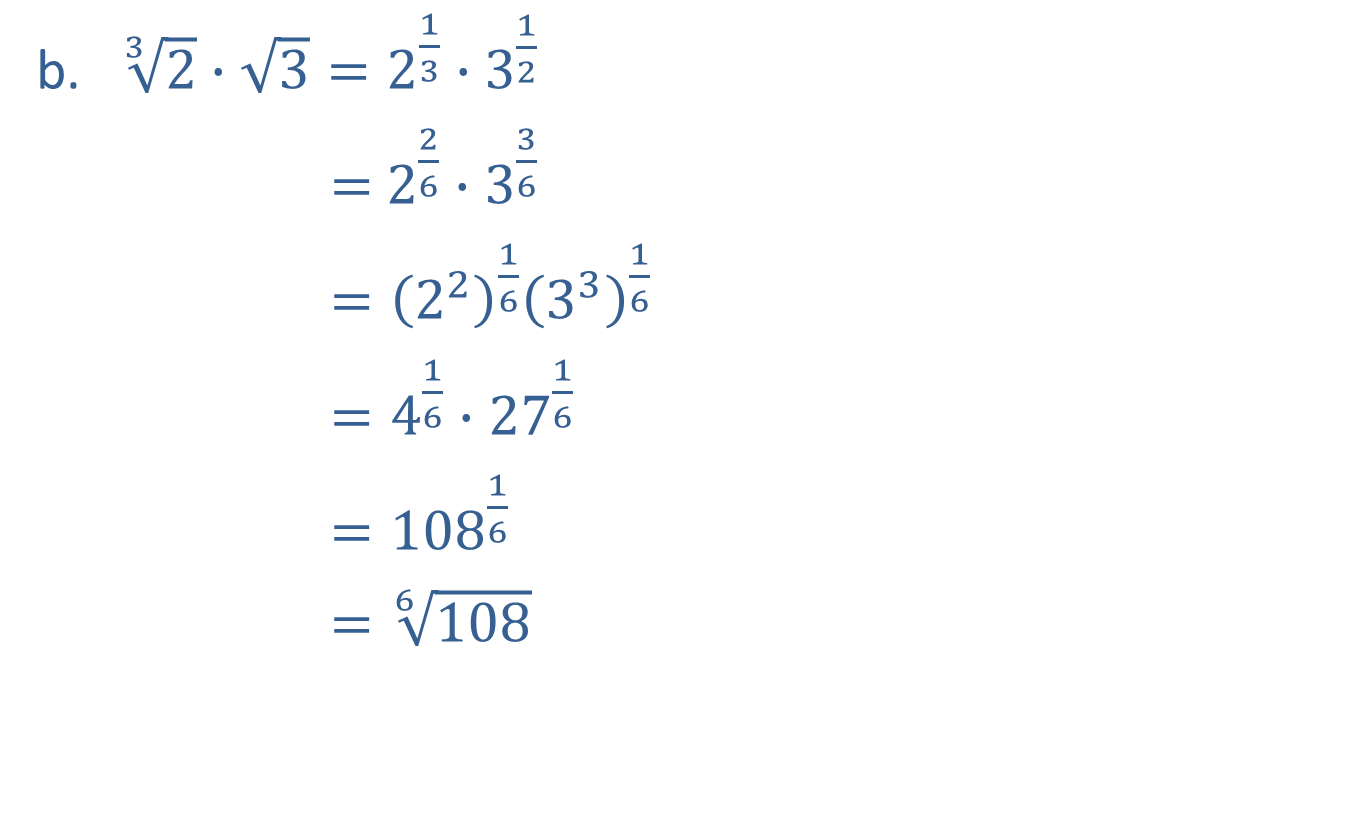 b. ∛2 · √3 = 2^(1/3) · 3^(1/2)
= 2^(2/6) · 3^(3/6)
= (2²)^(1/6)(3³)^(1/6)
= 4^(1/6) · 27^(1/6)
= 108^(1/6)
= ⁶√108